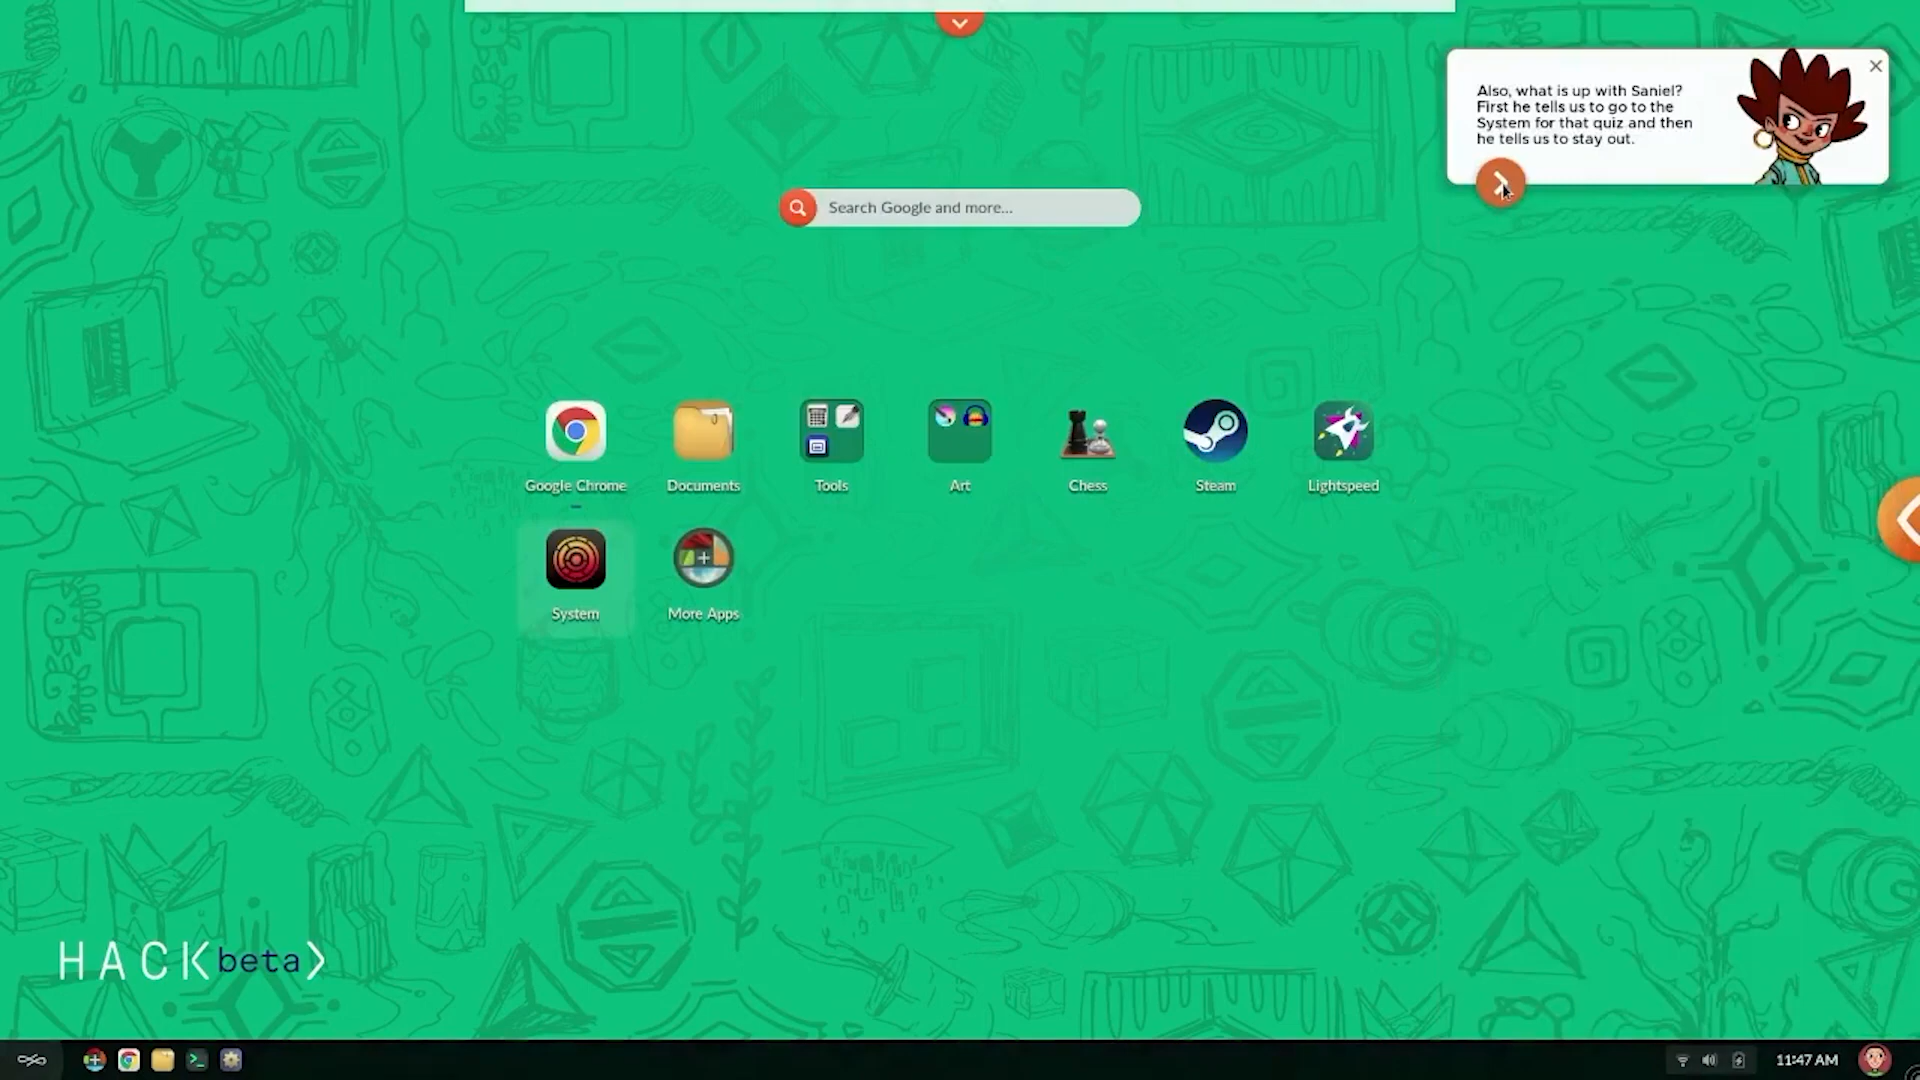 Also, what is up with Saniel?
First he tells us to go to the
System for that quiz and then
he tells us to stay out.
Search Google and more...
Google Chrome
Documents
Tools
Art
Chess
Steam
Lightspeed
System
More Apps
HACKbeta>
11:47 AM